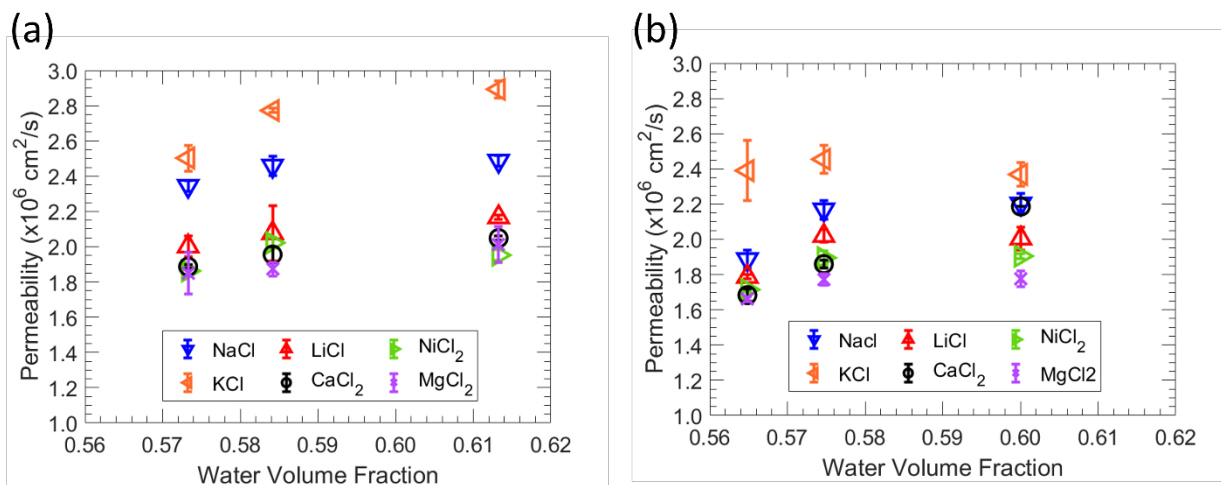 (a)
Permeability (x10⁶ cm²/s)
3.0
2.8
2.6
2.4
2.2
2.0
1.8
1.6
1.4
1.2
1.0
NaCl LiCl NiCl₂
KCl CaCl₂ MgCl₂
0.56 0.57 0.58 0.59 0.60 0.61 0.62
Water Volume Fraction
(b)
Permeability (x10⁶ cm²/s)
3.0
2.8
2.6
2.4
2.2
2.0
1.8
1.6
1.4
1.2
1.0
Nacl LiCl NiCl₂
KCl CaCl₂ MgCl2
0.56 0.57 0.58 0.59 0.60 0.61 0.62
Water Volume Fraction